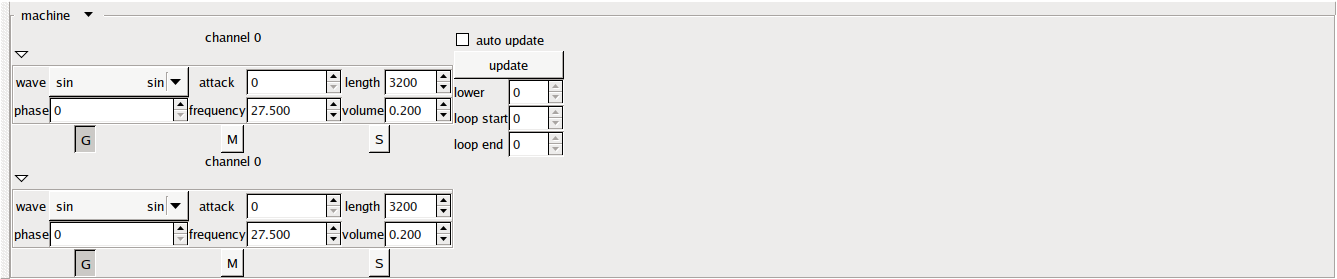 machine
channel 0
wave sin sin attack 0 length 3200
phase 0 frequency 27.500 volume 0.200
G M S
channel 0
wave sin sin attack 0 length 3200
phase 0 frequency 27.500 volume 0.200
G M S
auto update
update
lower 0
loop start 0
loop end 0